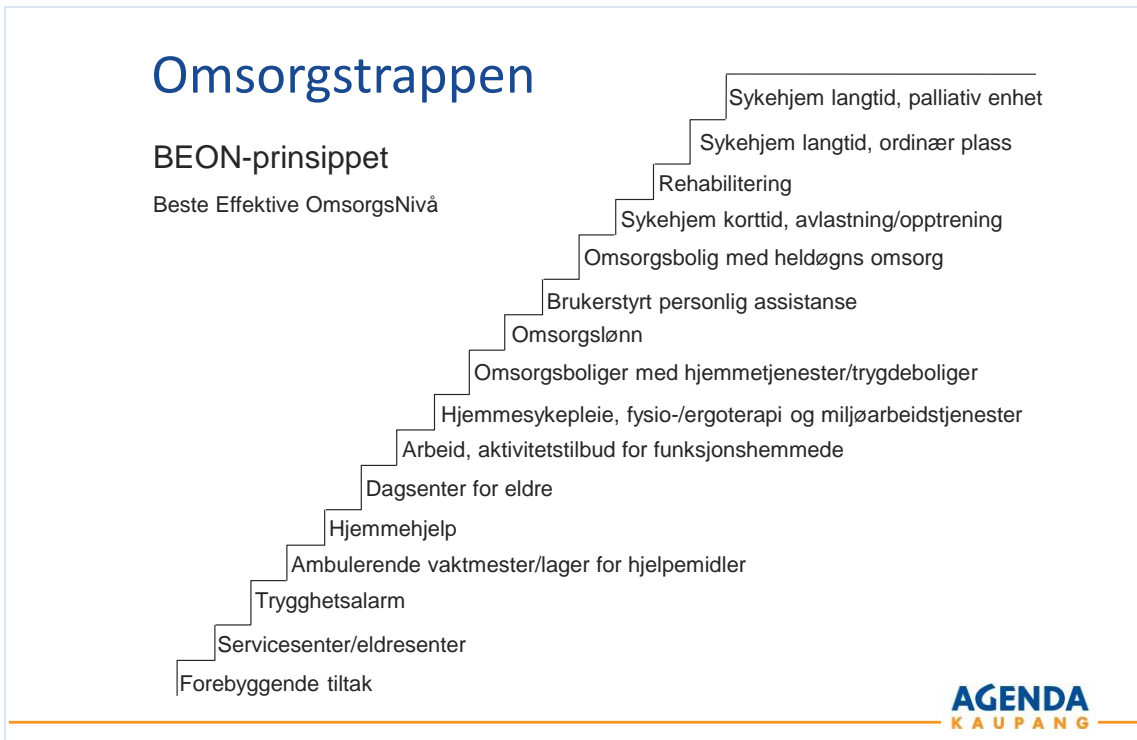 Omsorgstrappen
BEON-prinsippet
Beste Effektive OmsorgsNivå
Sykehjem langtid, palliativ enhet
Sykehjem langtid, ordinær plass
Rehabilitering
Sykehjem korttid, avlastning/opptrening
Omsorgsbolig med heldøgns omsorg
Brukerstyrt personlig assistanse
Omsorgslønn
Omsorgsboliger med hjemmetjenester/trygdeboliger
Hjemmesykepleie, fysio-/ergoterapi og miljøarbeidstjenester
Arbeid, aktivitetstilbud for funksjonshemmede
Dagsenter for eldre
Hjemmehjelp
Ambulerende vaktmester/lager for hjelpemidler
Trygghetsalarm
Servicesenter/eldresenter
Forebyggende tiltak
AGENDA
KAUPANG